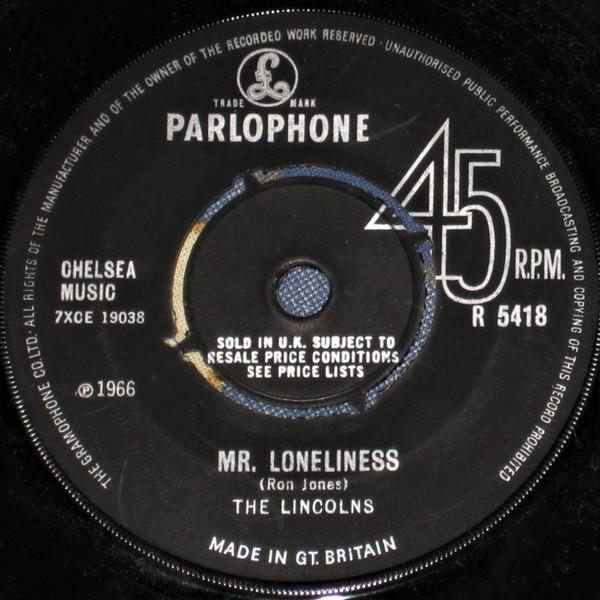 THE GRAMOPHONE CO.LTD. ALL RIGHTS OF THE MANUFACTURER AND OF THE OWNER OF THE RECORDED WORK RESERVED · UNAUTHORISED PUBLIC PERFORMANCE BROADCASTING AND COPYING OF THIS RECORD PROHIBITED
£
TRADE MARK
PARLOPHONE
45
R.P.M.
CHELSEA
MUSIC
7XCE 19038
R 5418
SOLD IN U.K. SUBJECT TO
RESALE PRICE CONDITIONS
SEE PRICE LISTS
℗ 1966
MR. LONELINESS
(Ron Jones)
THE LINCOLNS
MADE IN GT. BRITAIN